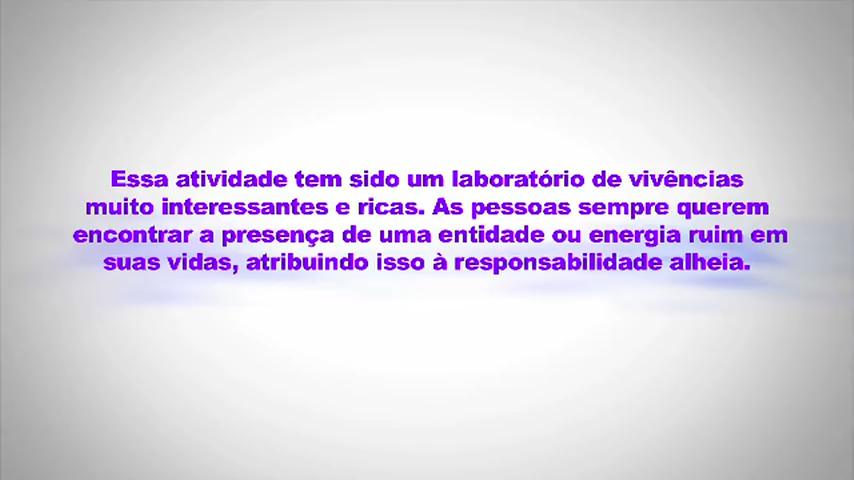 Essa atividade tem sido um laboratório de vivências
muito interessantes e ricas. As pessoas sempre querem
encontrar a presença de uma entidade ou energia ruim em
suas vidas, atribuindo isso à responsabilidade alheia.